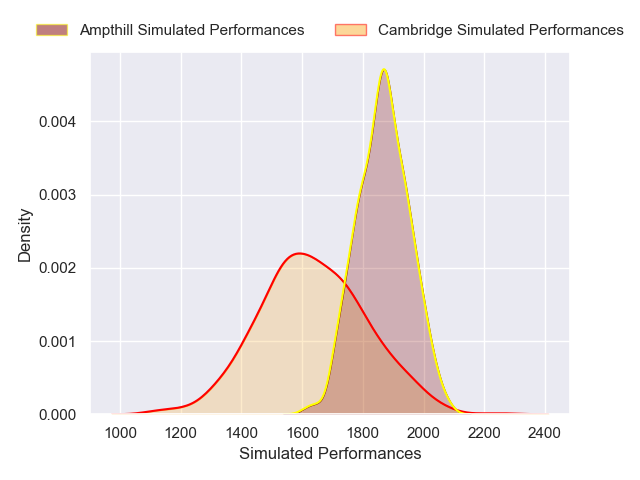 Ampthill Simulated Performances Cambridge Simulated Performances
0.004
0.003
0.002
0.001
0.000
Density
1000 1200 1400 1600 1800 2000 2200 2400
Simulated Performances